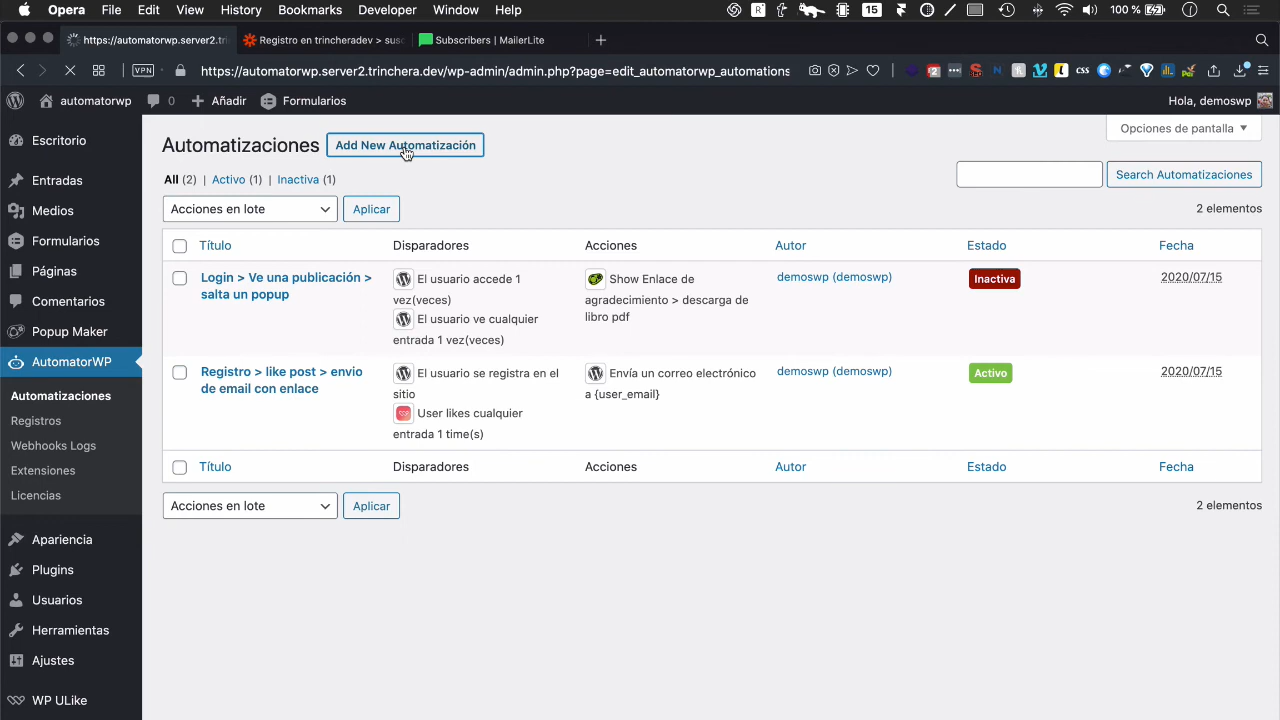 Opera File Edit View History Bookmarks Developer Window Help 15 100 %
https://automatorwp.server2.tri Registro en trincheradev > susc Subscribers | MailerLite
VPN https://automatorwp.server2.trinchera.dev/wp-admin/admin.php?page=edit_automatorwp_automations
automatorwp 0 Añadir Formularios Hola, demoswp
Escritorio
Entradas
Medios
Formularios
Páginas
Comentarios
Popup Maker
AutomatorWP
Automatizaciones
Registros
Webhooks Logs
Extensiones
Licencias
Apariencia
Plugins
Usuarios
Herramientas
Ajustes
WP ULike
Automatizaciones Add New Automatización
Opciones de pantalla
All (2) | Activo (1) | Inactiva (1)
Search Automatizaciones
Acciones en lote Aplicar
2 elementos
Título Disparadores Acciones Autor Estado Fecha
Login > Ve una publicación >
salta un popup
El usuario accede 1
vez(veces)
El usuario ve cualquier
entrada 1 vez(veces)
Show Enlace de
agradecimiento > descarga de
libro pdf
demoswp (demoswp)
Inactiva
2020/07/15
Registro > like post > envio
de email con enlace
El usuario se registra en el
sitio
User likes cualquier
entrada 1 time(s)
Envía un correo electrónico
a {user_email}
demoswp (demoswp)
Activo
2020/07/15
Título Disparadores Acciones Autor Estado Fecha
Acciones en lote Aplicar
2 elementos